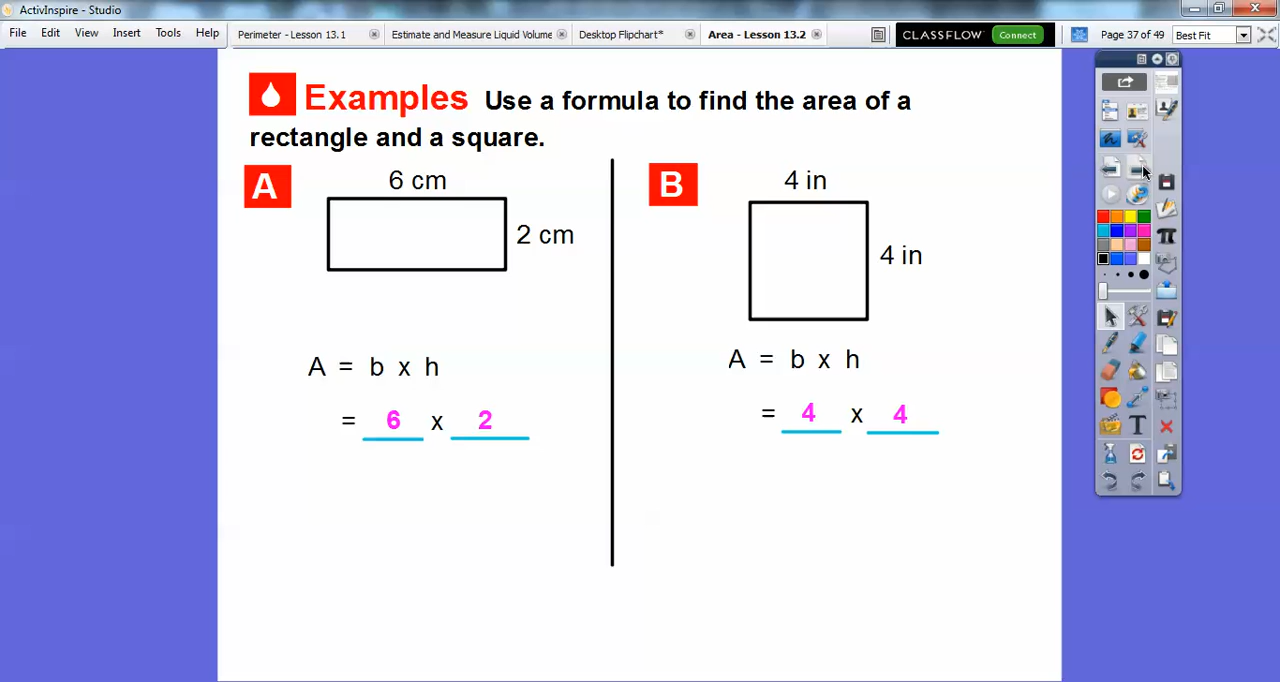 ActivInspire - Studio
File Edit View Insert Tools Help
Perimeter - Lesson 13.1 Estimate and Measure Liquid Volume Desktop Flipchart* Area - Lesson 13.2
CLASSFLOW Connect
Page 37 of 49 Best Fit
Examples Use a formula to find the area of a
rectangle and a square.
A
6 cm
2 cm
A = b x h
= 6 x 2
B
4 in
4 in
A = b x h
= 4 x 4